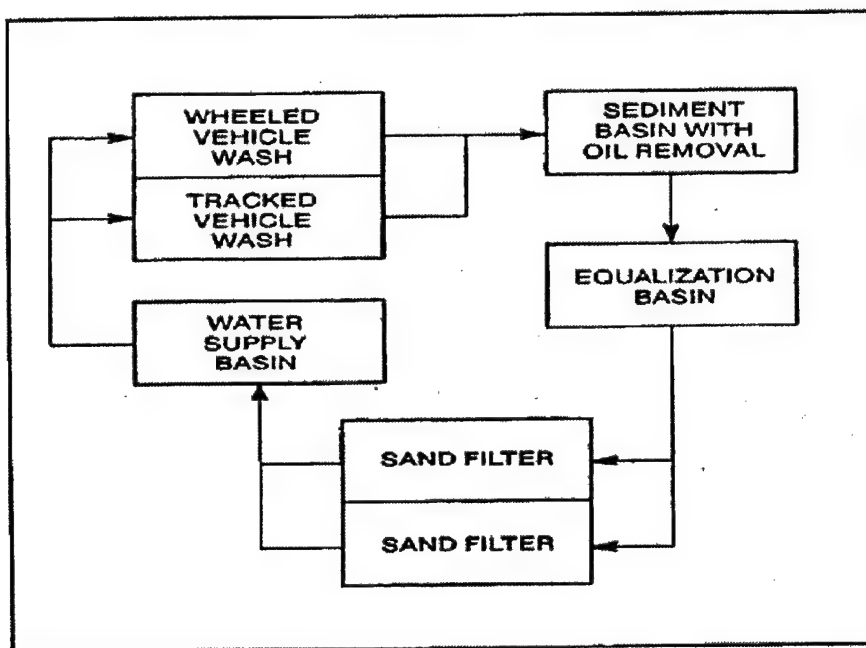 WHEELED
VEHICLE
WASH
TRACKED
VEHICLE
WASH
SEDIMENT
BASIN WITH
OIL REMOVAL
EQUALIZATION
BASIN
WATER
SUPPLY
BASIN
SAND FILTER
SAND FILTER